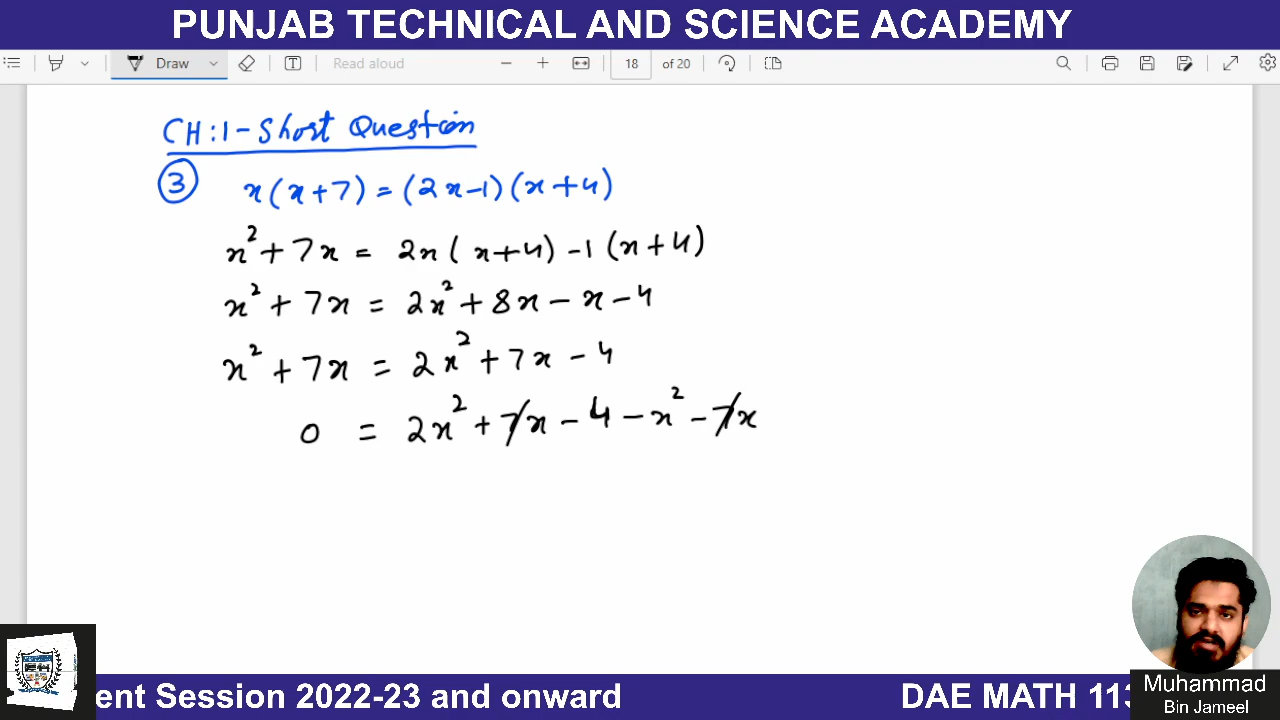 PUNJAB TECHNICAL AND SCIENCE ACADEMY
Draw Read aloud 18 of 20
CH:1-Short Question
3 x(x+7)=(2x-1)(x+4)
x²+7x = 2x(x+4)-1(x+4)
x²+7x = 2x²+8x-x-4
x²+7x = 2x²+7x-4
0 = 2x²+7x-4-x²-7x
ent Session 2022-23 and onward DAE MATH 113
Muhammad
Bin Jameel